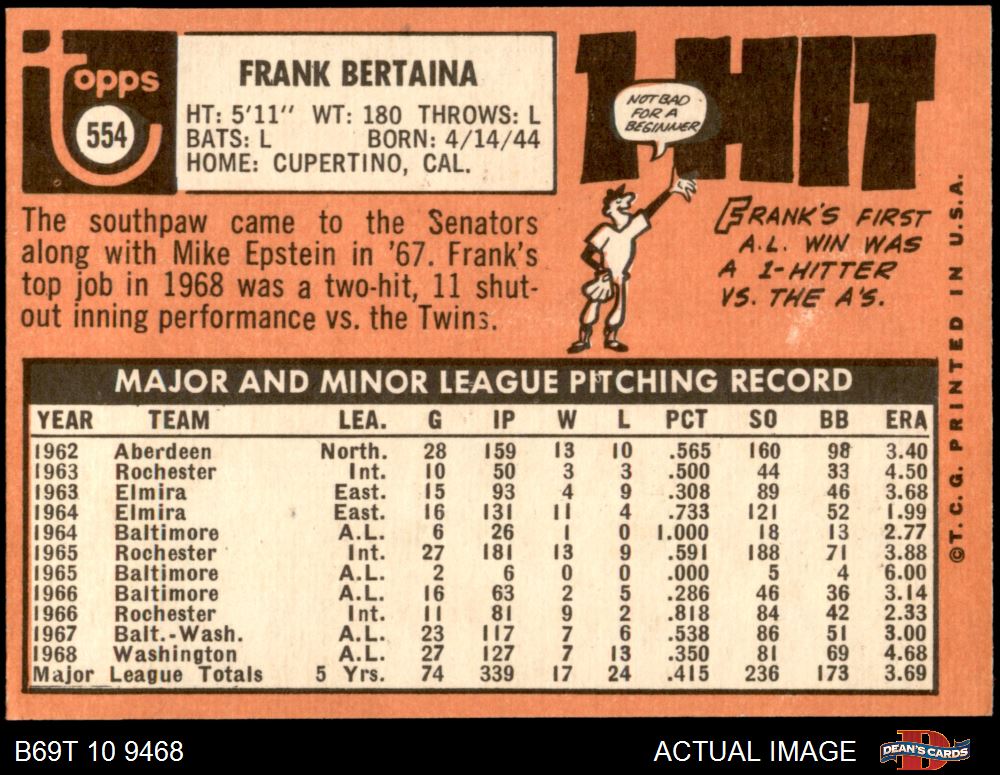 topps
554
FRANK BERTAINA
HT: 5'11" WT: 180 THROWS: L
BATS: L BORN: 4/14/44
HOME: CUPERTINO, CAL.
1-HIT
NOT BAD
FOR A
BEGINNER
The southpaw came to the Senators
along with Mike Epstein in '67. Frank's
top job in 1968 was a two-hit, 11 shut-
out inning performance vs. the Twins.
FRANK'S FIRST
A.L. WIN WAS
A 1-HITTER
VS. THE A'S.
MAJOR AND MINOR LEAGUE PITCHING RECORD
YEAR TEAM LEA. G IP W L PCT SO BB ERA
1962 Aberdeen North. 28 159 13 10 .565 160 98 3.40
1963 Rochester Int. 10 50 3 3 .500 44 33 4.50
1963 Elmira East. 15 93 4 9 .308 89 46 3.68
1964 Elmira East. 16 131 11 4 .733 121 52 1.99
1964 Baltimore A.L. 6 26 1 0 1.000 18 13 2.77
1965 Rochester Int. 27 181 13 9 .591 188 71 3.88
1965 Baltimore A.L. 2 6 0 0 .000 5 4 6.00
1966 Baltimore A.L. 16 63 2 5 .286 46 36 3.14
1966 Rochester Int. 11 81 9 2 .818 84 42 2.33
1967 Balt.-Wash. A.L. 23 117 7 6 .538 86 51 3.00
1968 Washington A.L. 27 127 7 13 .350 81 69 4.68
Major League Totals 5 Yrs. 74 339 17 24 .415 236 173 3.69
©T.C.G. PRINTED IN U.S.A.
B69T 10 9468
ACTUAL IMAGE
DEAN'S CARDS